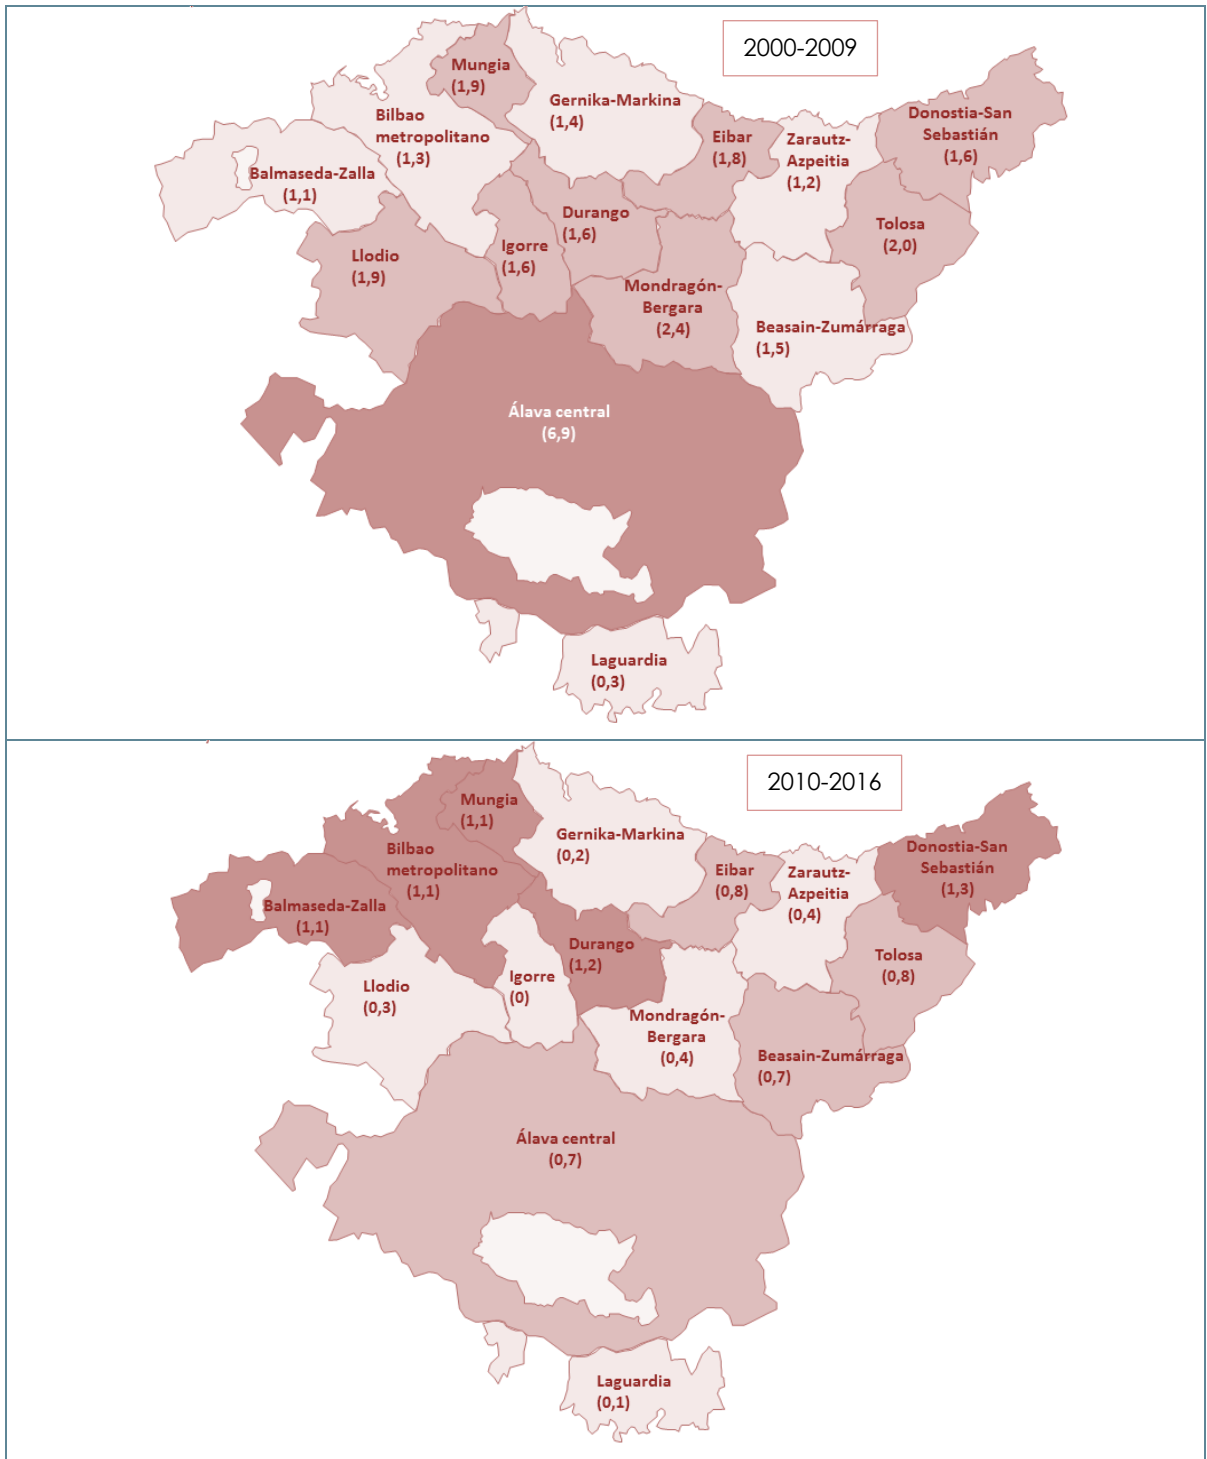 2000-2009
Mungia
(1,9)
Gernika-Markina
(1,4)
Bilbao
metropolitano
(1,3)
Donostia-San
Sebastián
(1,6)
Eibar
(1,8)
Zarautz-
Azpeitia
(1,2)
Balmaseda-Zalla
(1,1)
Durango
(1,6)
Tolosa
(2,0)
Igorre
(1,6)
Llodio
(1,9)
Mondragón-
Bergara
(2,4)
Beasain-Zumárraga
(1,5)
Álava central
(6,9)
Laguardia
(0,3)
2010-2016
Mungia
(1,1)
Gernika-Markina
(0,2)
Bilbao
metropolitano
(1,1)
Donostia-San
Sebastián
(1,3)
Eibar
(0,8)
Zarautz-
Azpeitia
(0,4)
Balmaseda-Zalla
(1,1)
Durango
(1,2)
Tolosa
(0,8)
Igorre
(0)
Llodio
(0,3)
Mondragón-
Bergara
(0,4)
Beasain-Zumárraga
(0,7)
Álava central
(0,7)
Laguardia
(0,1)